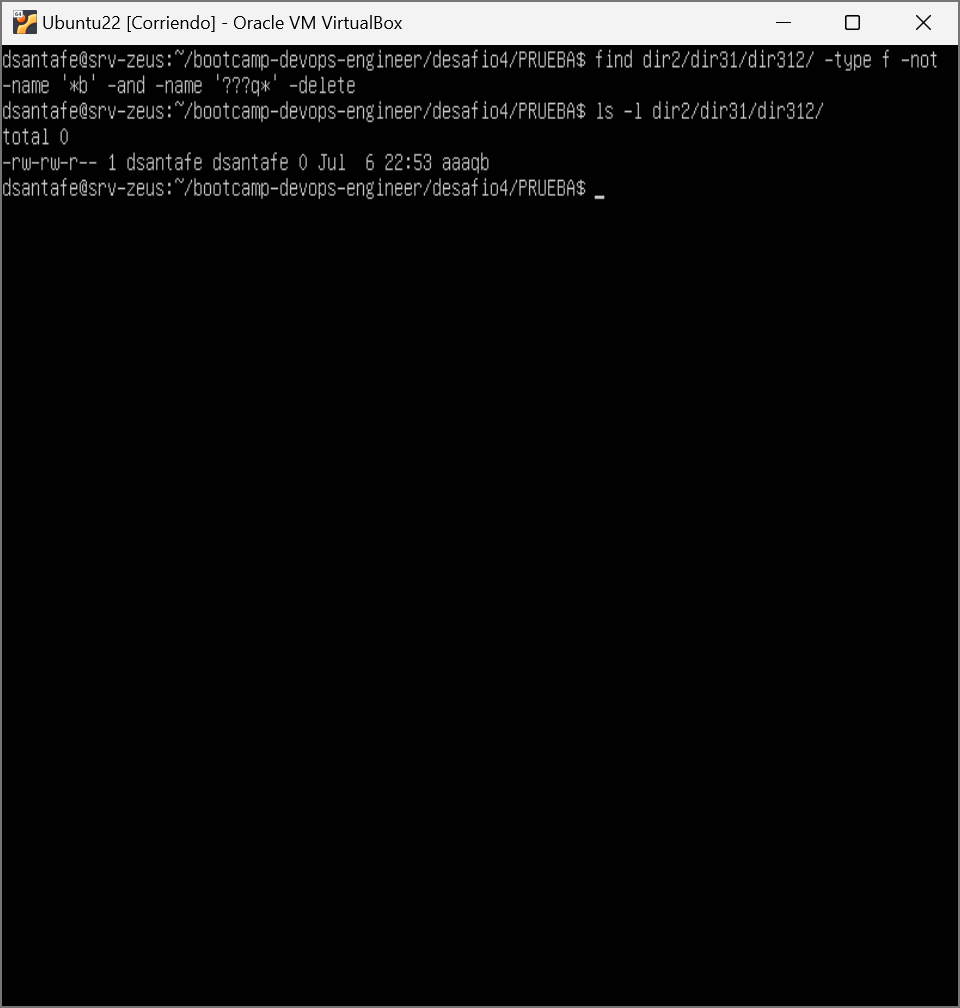 Ubuntu22 [Corriendo] - Oracle VM VirtualBox
dsantafe@srv-zeus:~/bootcamp-devops-engineer/desafio4/PRUEBA$ find dir2/dir31/dir312/ -type f -not
-name '*b' -and -name '???q*' -delete
dsantafe@srv-zeus:~/bootcamp-devops-engineer/desafio4/PRUEBA$ ls -l dir2/dir31/dir312/
total 0
-rw-rw-r-- 1 dsantafe dsantafe 0 Jul  6 22:53 aaaqb
dsantafe@srv-zeus:~/bootcamp-devops-engineer/desafio4/PRUEBA$ _